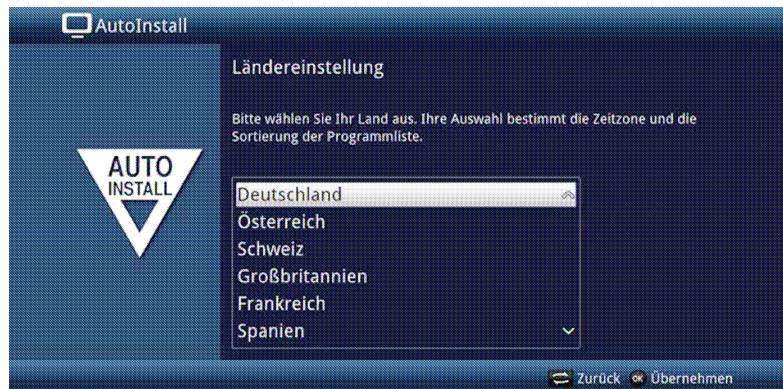 AutoInstall
Ländereinstellung
Bitte wählen Sie Ihr Land aus. Ihre Auswahl bestimmt die Zeitzone und die
Sortierung der Programmliste.
AUTO
INSTALL
Deutschland
Österreich
Schweiz
Großbritannien
Frankreich
Spanien
Zurück OK Übernehmen